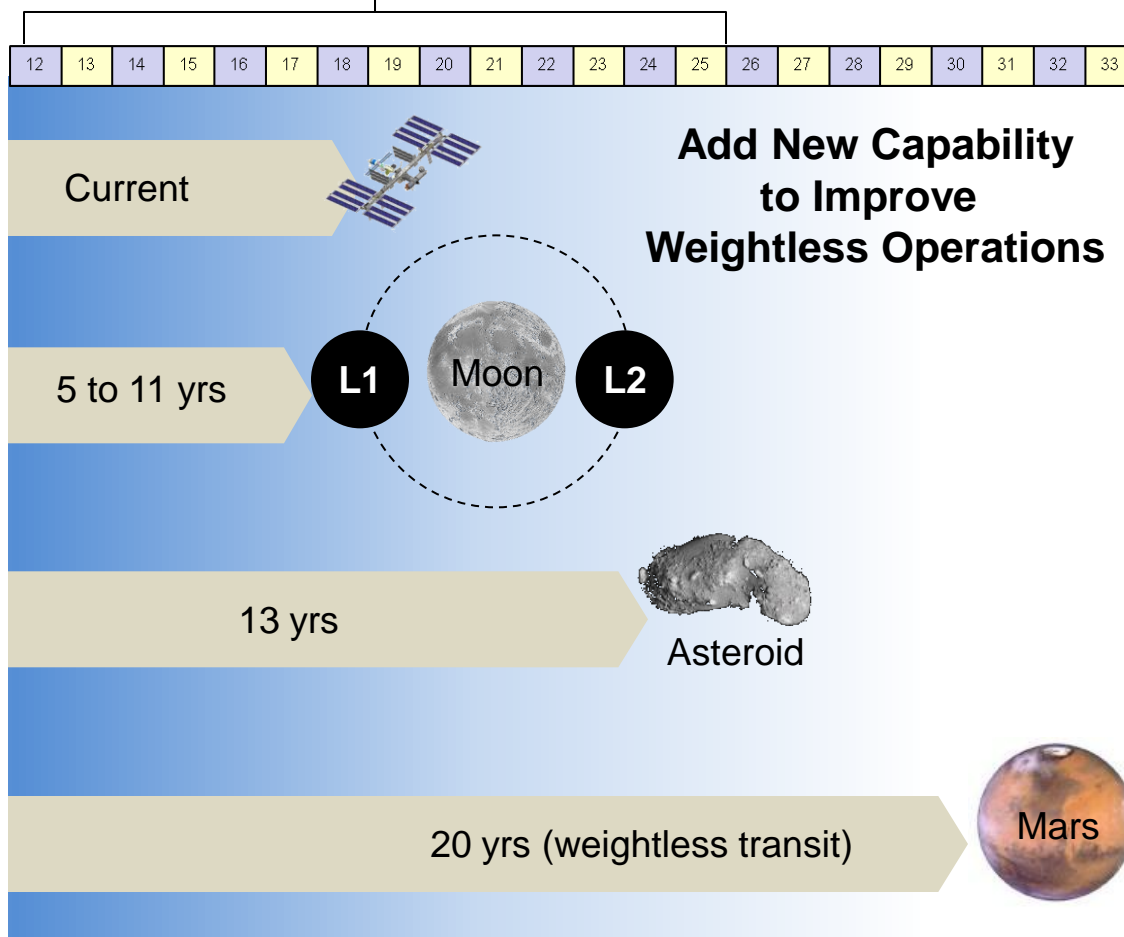 12 13 14 15 16 17 18 19 20 21 22 23 24 25 26 27 28 29 30 31 32 33
Add New Capability
to Improve
Weightless Operations
Current
5 to 11 yrs
L1
Moon
L2
13 yrs
Asteroid
20 yrs (weightless transit)
Mars